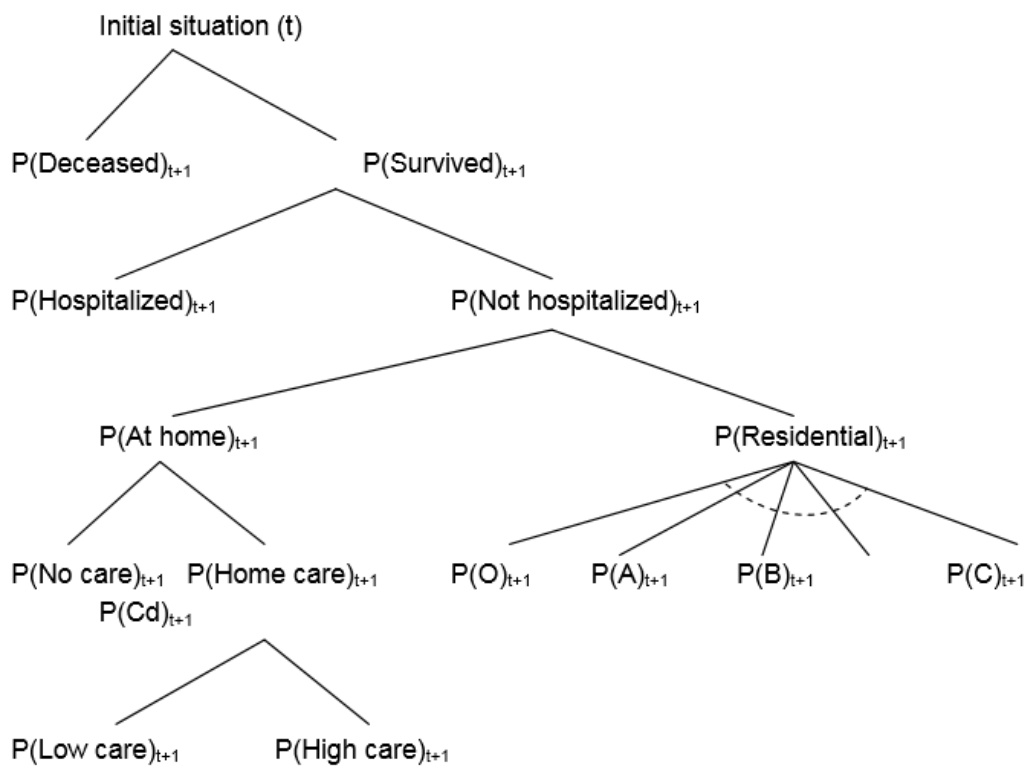 Initial situation (t)
P(Deceased)t+1 P(Survived)t+1
P(Hospitalized)t+1 P(Not hospitalized)t+1
P(At home)t+1 P(Residential)t+1
P(No care)t+1 P(Home care)t+1 P(O)t+1 P(A)t+1 P(B)t+1 P(C)t+1
P(Cd)t+1
P(Low care)t+1 P(High care)t+1